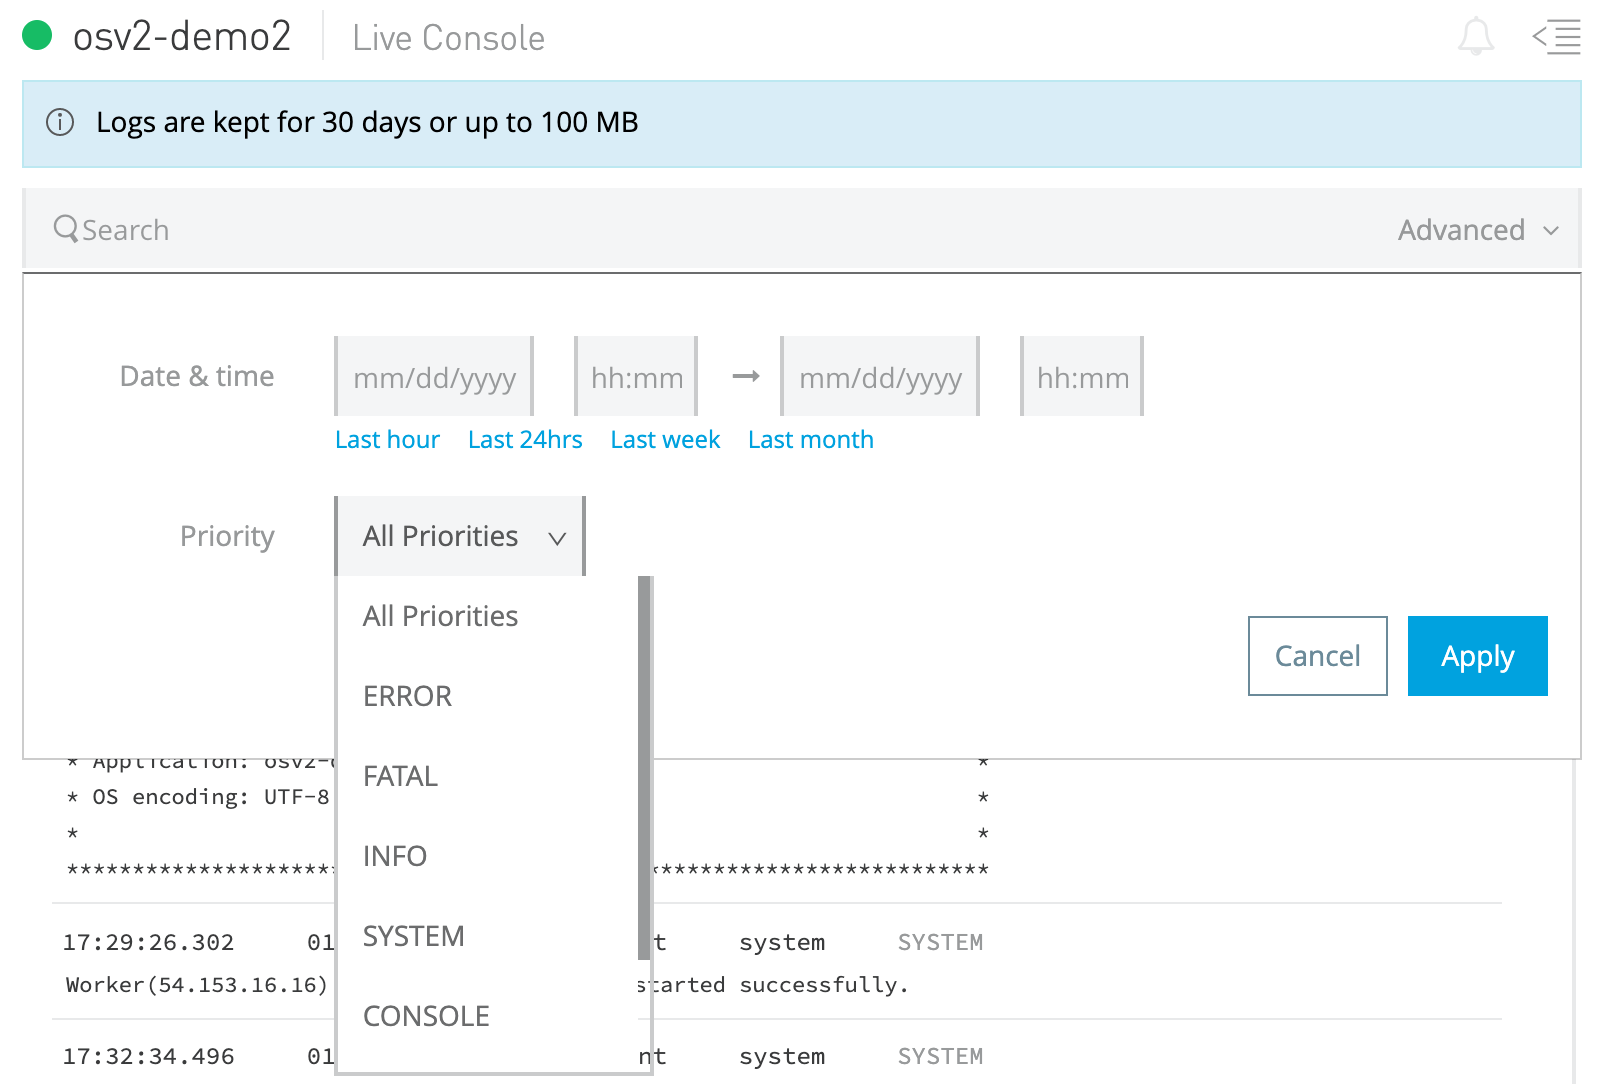 osv2-demo2 Live Console
Logs are kept for 30 days or up to 100 MB
Search Advanced
Date & time mm/dd/yyyy hh:mm → mm/dd/yyyy hh:mm
Last hour Last 24hrs Last week Last month
Priority All Priorities
All Priorities
Cancel Apply
ERROR
* Application: osv2- *
FATAL
* OS encoding: UTF-8 *
* *
INFO
********************* **************************
17:29:26.302 01 t system SYSTEM
SYSTEM
Worker(54.153.16.16) started successfully.
CONSOLE
17:32:34.496 01 nt system SYSTEM